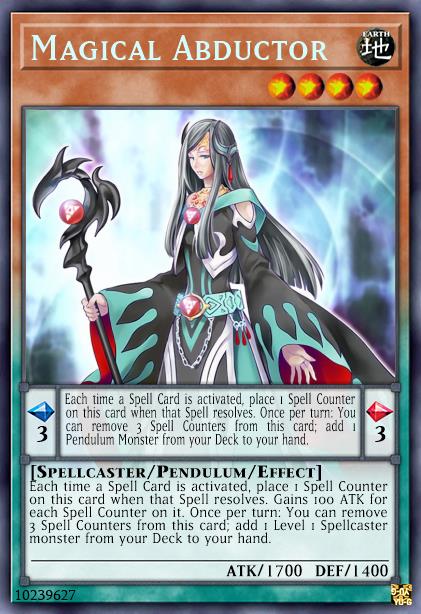 MAGICAL ABDUCTOR
EARTH
地
Each time a Spell Card is activated, place 1 Spell Counter
on this card when that Spell resolves. Once per turn: You
can remove 3 Spell Counters from this card; add 1
Pendulum Monster from your Deck to your hand.
3
3
[SPELLCASTER/PENDULUM/EFFECT]
Each time a Spell Card is activated, place 1 Spell Counter
on this card when that Spell resolves. Gains 100 ATK for
each Spell Counter on it. Once per turn: You can remove
3 Spell Counters from this card; add 1 Level 1 Spellcaster
monster from your Deck to your hand.
ATK/1700 DEF/1400
10239627